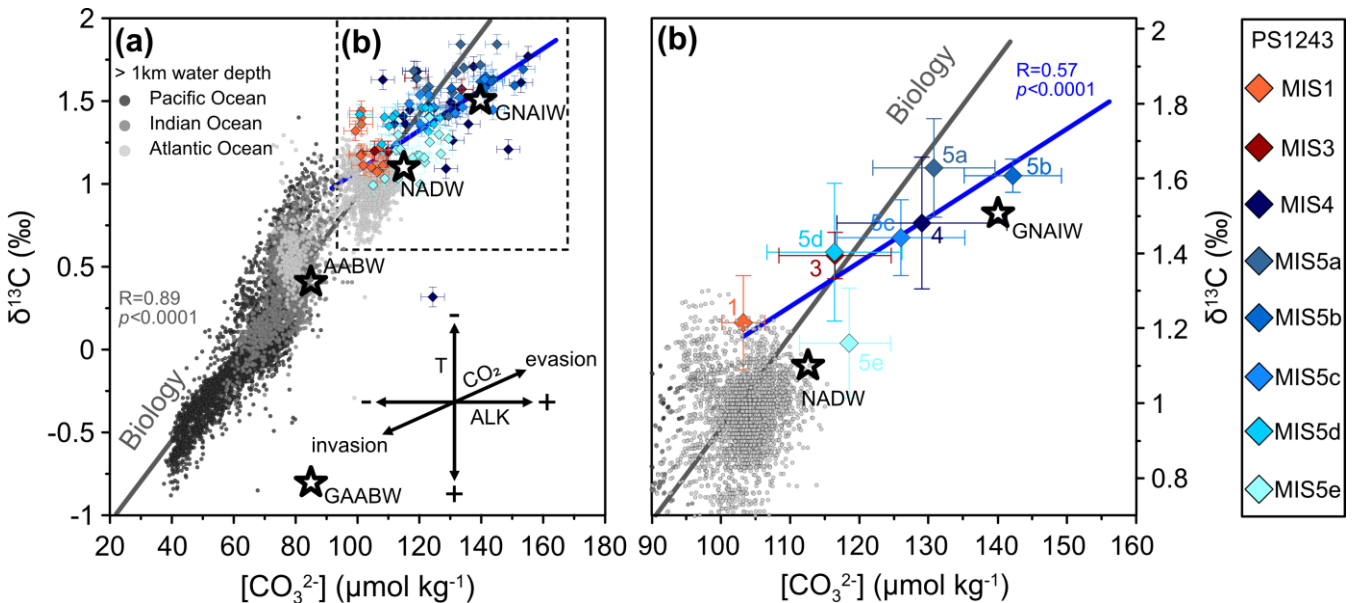 (a)
> 1km water depth
Pacific Ocean
Indian Ocean
Atlantic Ocean
(b)
GNAIW
NADW
AABW
R=0.89
p<0.0001
Biology
GAABW
-
T
CO₂
evasion
-
ALK
+
invasion
+
2
1.5
1
0.5
0
-0.5
-1
δ¹³C (‰)
20 40 60 80 100 120 140 160 180
[CO₃²⁻] (µmol kg⁻¹)
(b)
Biology
R=0.57
p<0.0001
5a
5b
5c
4
GNAIW
5d
3
1
5e
NADW
2
1.8
1.6
1.4
1.2
1
0.8
δ¹³C (‰)
90 100 110 120 130 140 150 160
[CO₃²⁻] (µmol kg⁻¹)
PS1243
MIS1
MIS3
MIS4
MIS5a
MIS5b
MIS5c
MIS5d
MIS5e